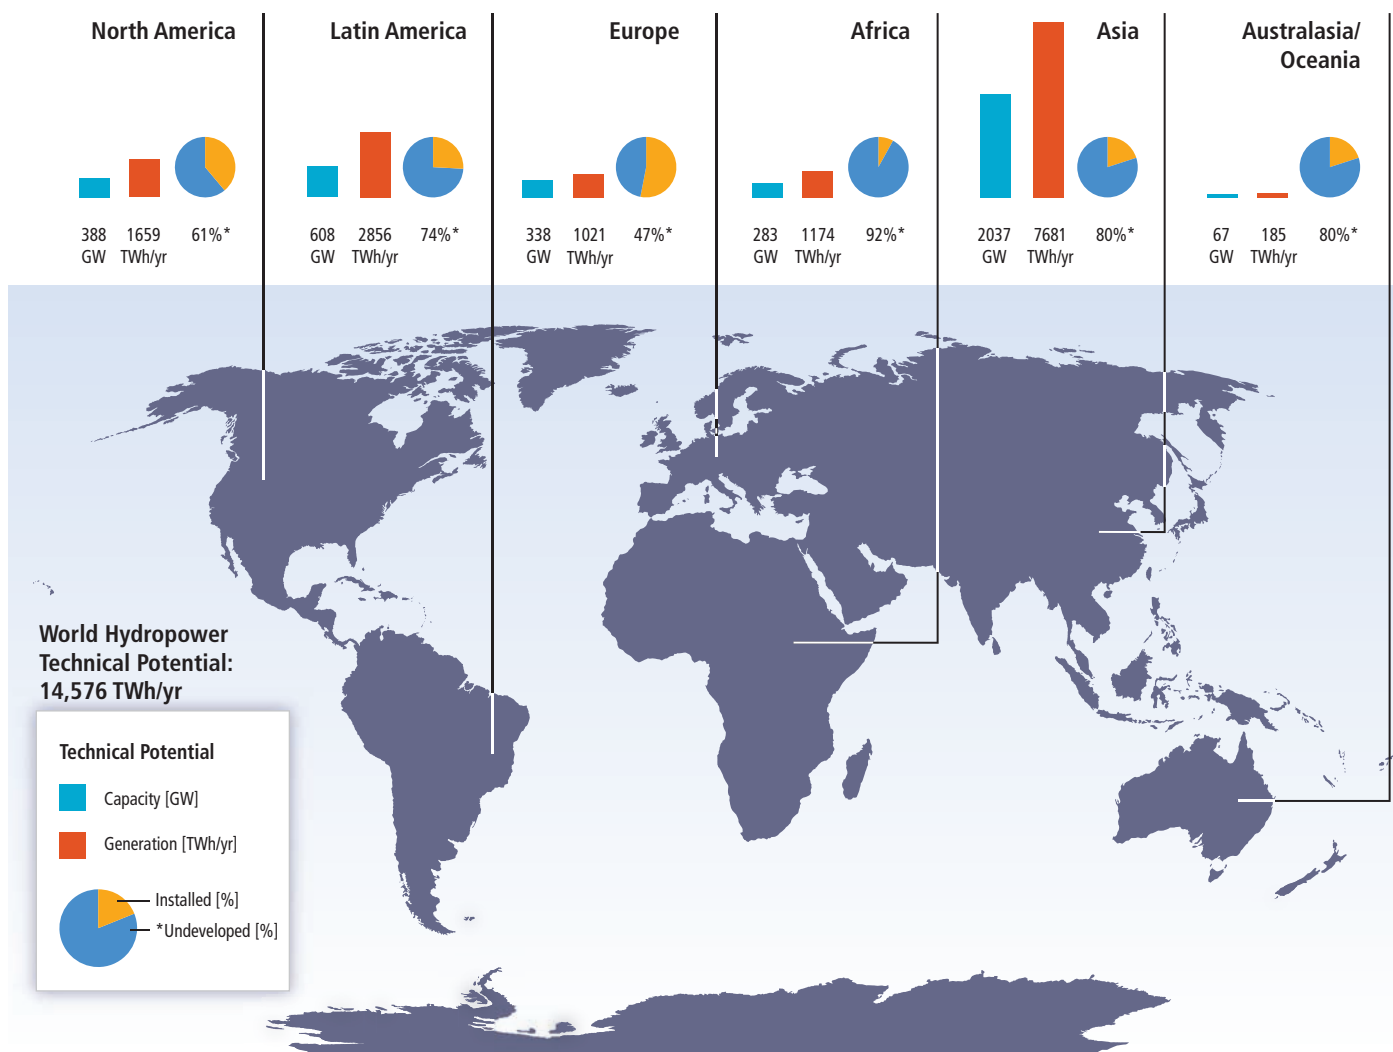 North America
388
GW
1659
TWh/yr
61%*
Latin America
608
GW
2856
TWh/yr
74%*
Europe
338
GW
1021
TWh/yr
47%*
Africa
283
GW
1174
TWh/yr
92%*
Asia
2037
GW
7681
TWh/yr
80%*
Australasia/
Oceania
67
GW
185
TWh/yr
80%*
World Hydropower
Technical Potential:
14,576 TWh/yr
Technical Potential
Capacity [GW]
Generation [TWh/yr]
Installed [%]
*Undeveloped [%]